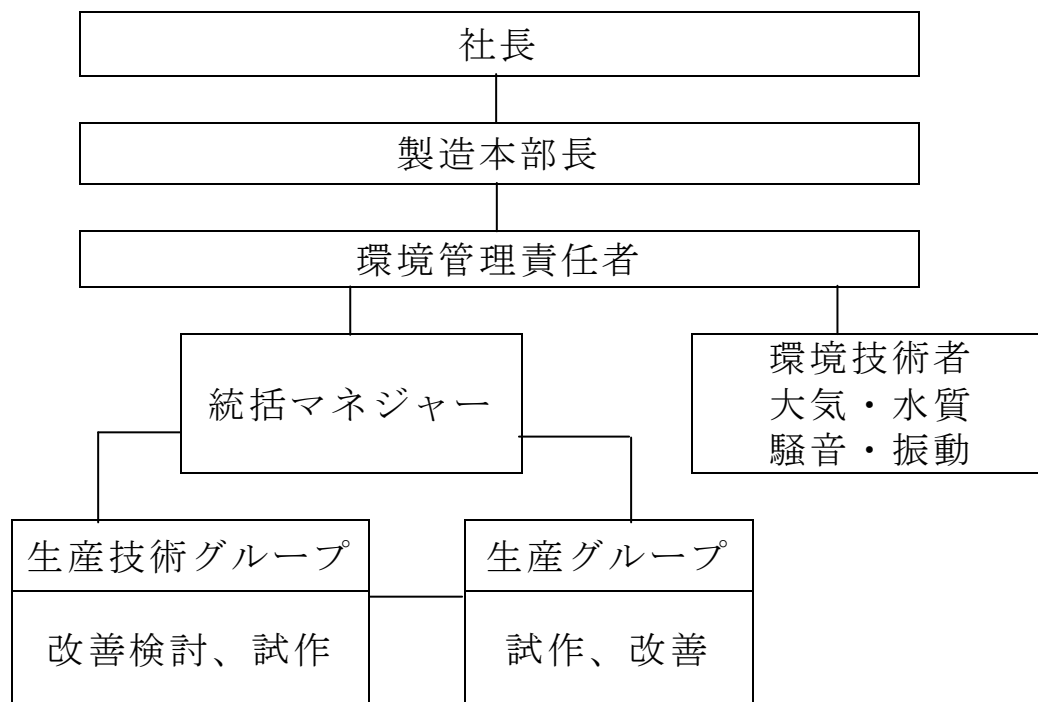 社長
製造本部長
環境管理責任者
統括マネジャー
環境技術者
大気・水質
騒音・振動
生産技術グループ
改善検討、試作
生産グループ
試作、改善